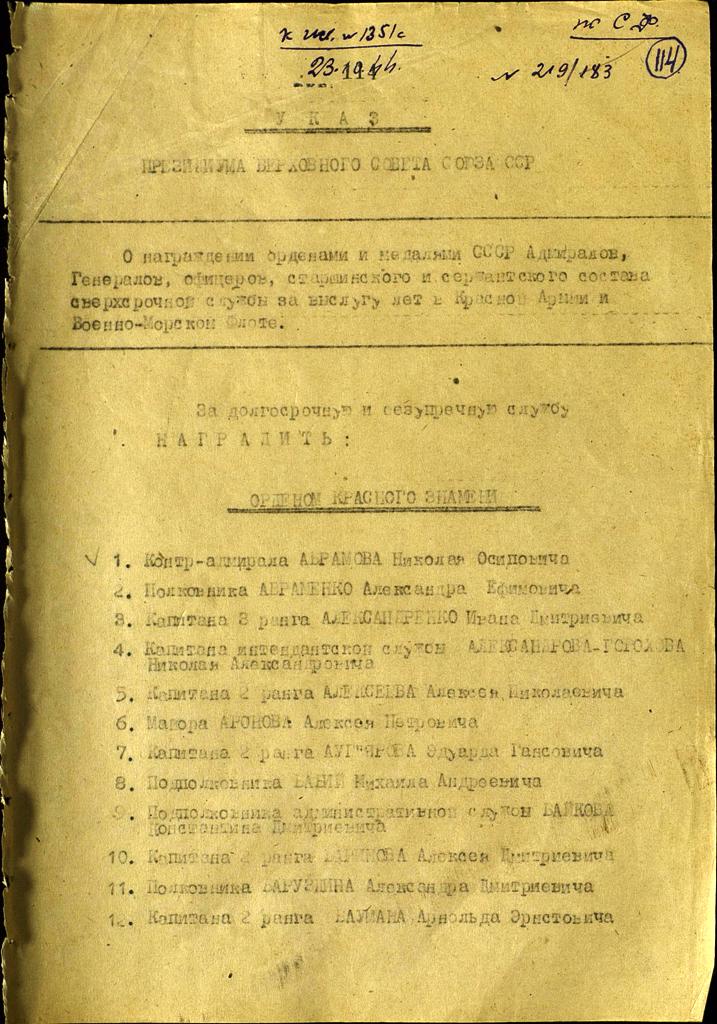 К вх. № 1351с
Ж С Ф
23. 1944.
№ 219/183
114
У К А З
ПРЕЗИДИУМА ВЕРХОВНОГО СОВЕТА СОЮЗА ССР
О награждении орденами и медалями СССР Адмиралов,
Генералов, офицеров, старшинского и сержантского состава
сверхсрочной службы за выслугу лет в Красной Армии и
Военно-Морском Флоте.
За долгосрочную и безупречную службу
Н А Г Р А Д И Т Ь :
ОРДЕНОМ КРАСНОГО ЗНАМЕНИ
1. Контр-адмирала АБРАМОВА Николая Осиповича
2. Полковника АВРАМЕНКО Александра Ефимовича
3. Капитана 3 ранга АЛЕКСАНДРЕНКО Ивана Дмитриевича
4. Капитана интендантской службы АЛЕКСАНДРОВА-ГОРОХОВА
Николая Александровича
5. Капитана 2 ранга АЛЕКСЕЕВА Алексея Николаевича
6. Майора АРОНОВА Алексея Петровича
7. Капитана 2 ранга Эдуарда Гансовича
8. Подполковника БАБИЙ Михаила Андреевича
9. Подполковника административной службы БАЙКОВА
Константина Дмитриевича
10. Капитана 2 ранга БАРИНОВА Алексея Дмитриевича
11. Полковника БАРУЗДИНА Александра Дмитриевича
12. Капитана 2 ранга БАУМАНА Арнольда Эрнстовича